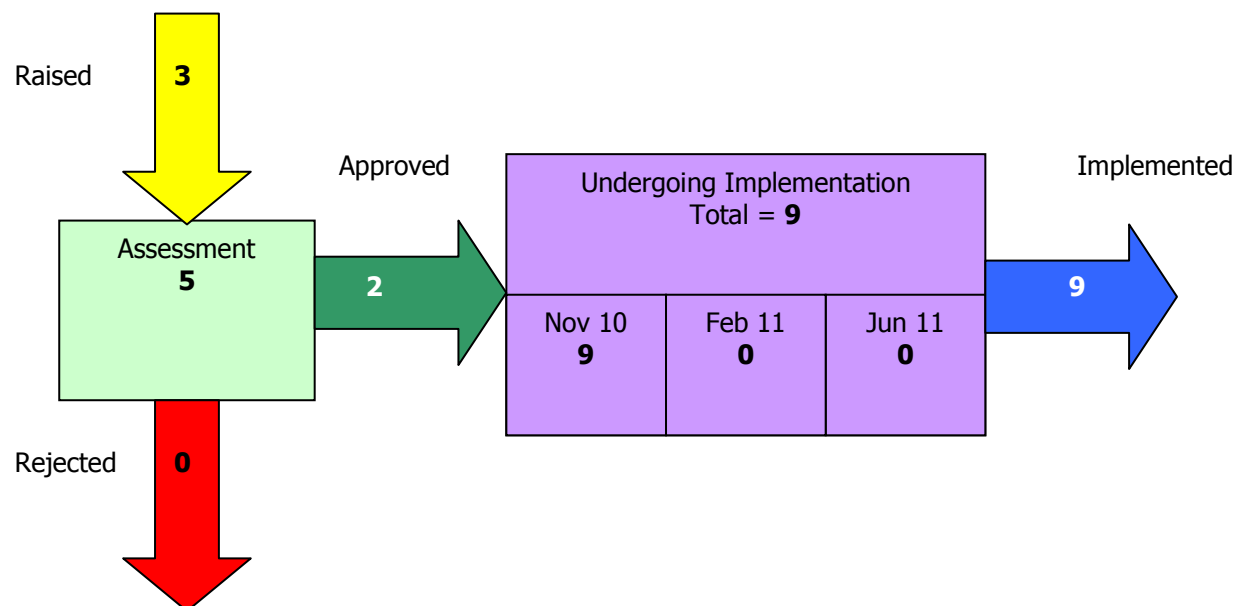 Raised
3
Approved
Undergoing Implementation
Total = 9
Implemented
Assessment
5
2
9
Nov 10
9
Feb 11
0
Jun 11
0
Rejected
0